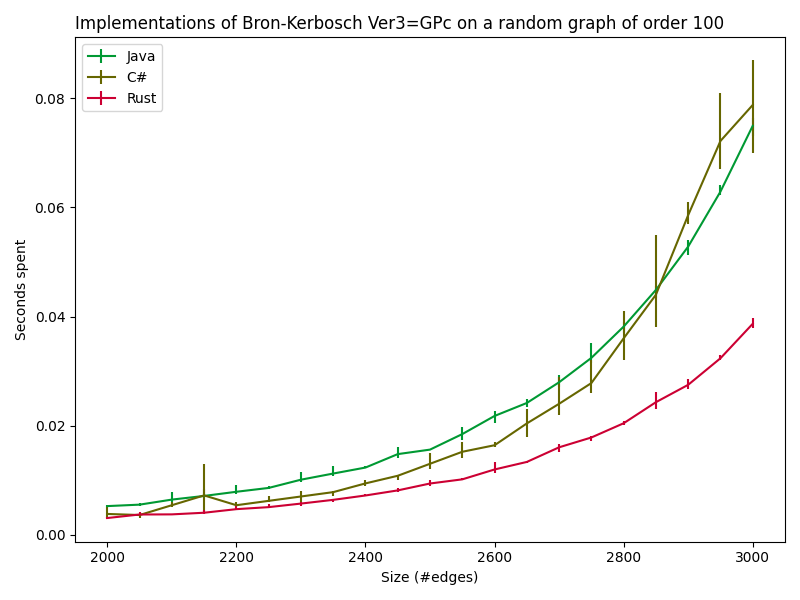 Implementations of Bron-Kerbosch Ver3=GPc on a random graph of order 100
Java
C#
Rust
0.08
0.06
0.04
0.02
0.00
Seconds spent
2000 2200 2400 2600 2800 3000
Size (#edges)